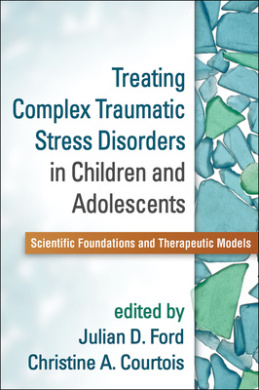 Treating
Complex Traumatic
Stress Disorders
in Children and
Adolescents
Scientific Foundations and Therapeutic Models
edited by
Julian D. Ford
Christine A. Courtois